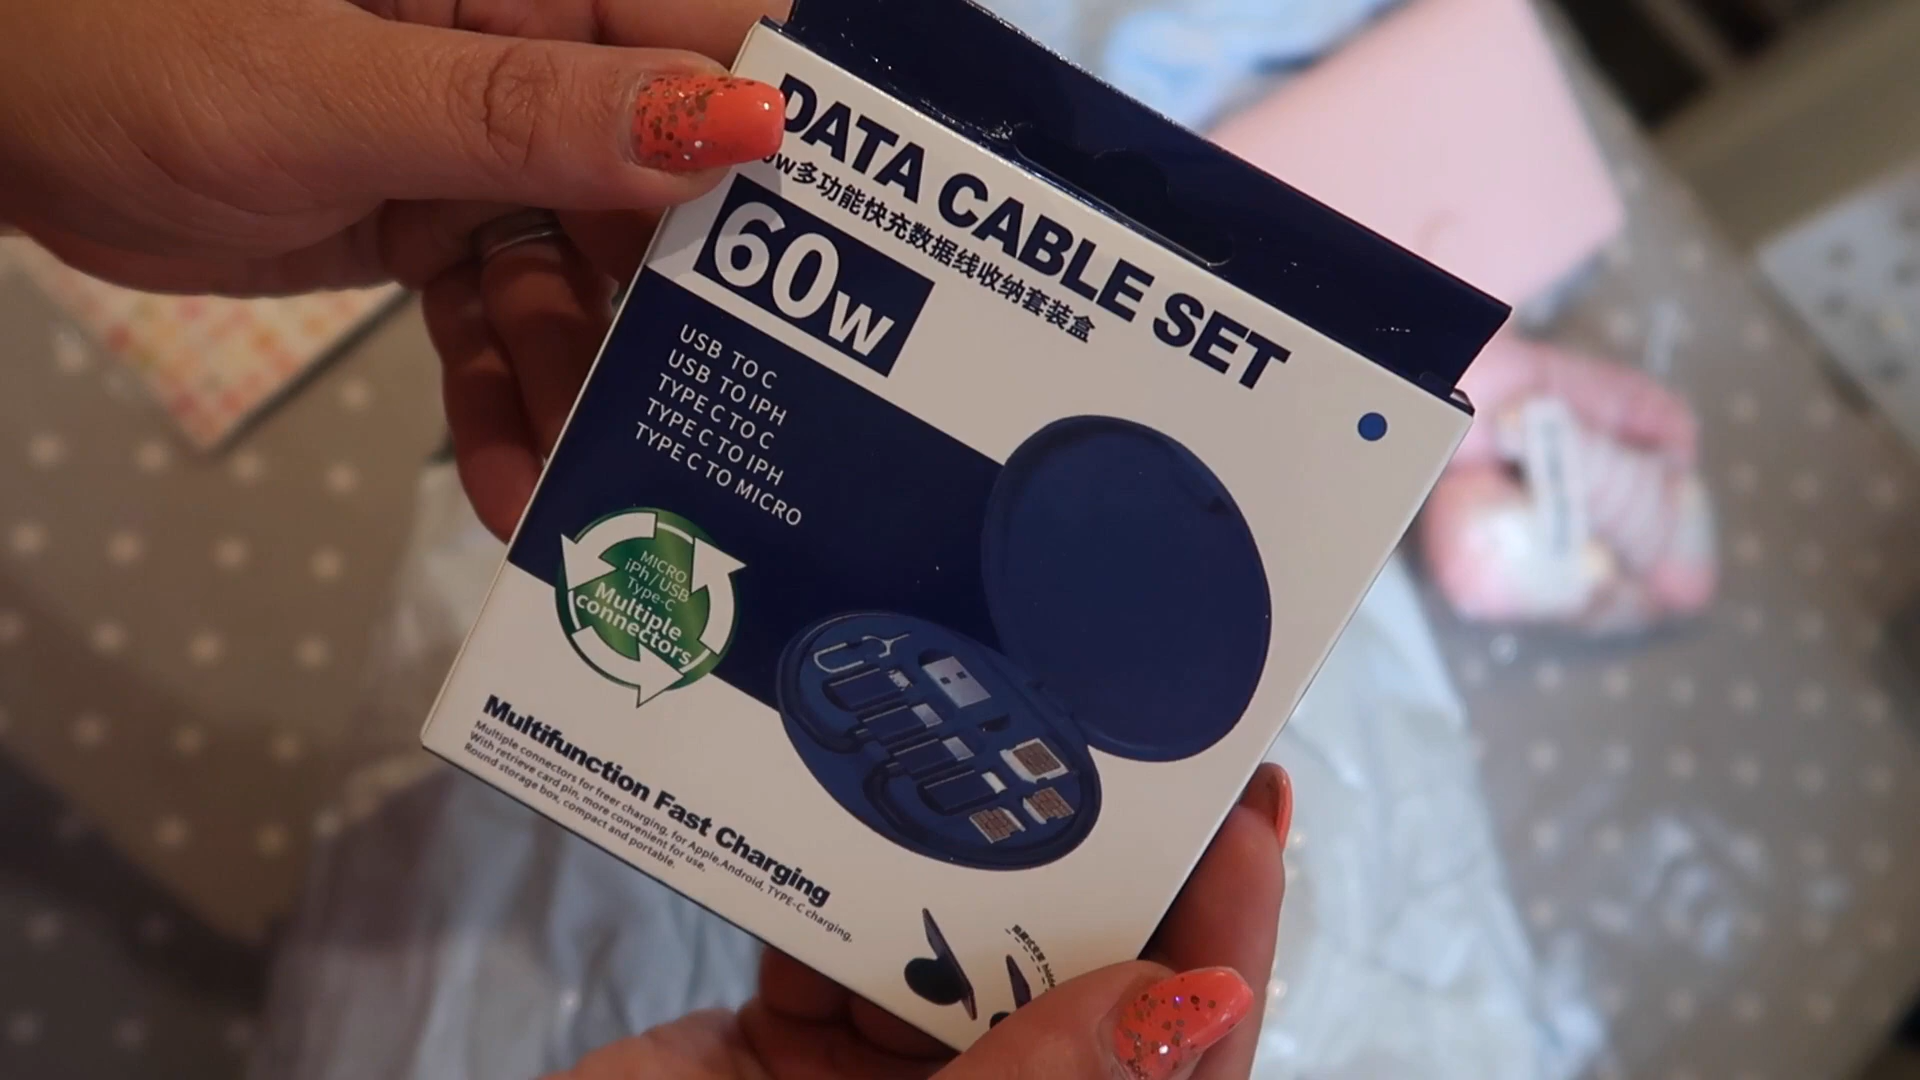 DATA CABLE SET
多功能快充数据线收纳套装盒
60W
USB TO C
USB TO IPH
TYPE C TO C
TYPE C TO IPH
TYPE C TO MICRO
MICRO
iPh/USB
Type-C
Multiple
connectors
Multifunction Fast Charging
Multiple connectors for freer charging, for Apple,Android, TYPE-C charging,
With retrieve card pin, more convenient for use,
Round storage box, compact and portable.